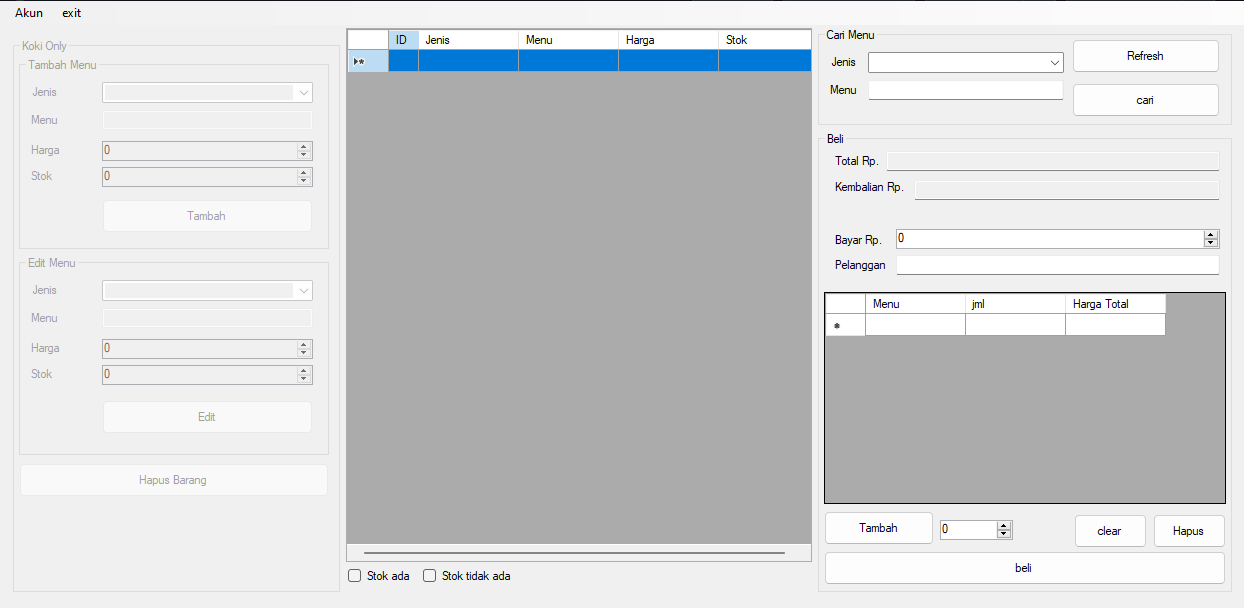 Akun exit
Koki Only
Tambah Menu
Jenis
Menu
Harga 0
Stok 0
Tambah
Edit Menu
Jenis
Menu
Harga 0
Stok 0
Edit
Hapus Barang
ID Jenis Menu Harga Stok
Stok ada Stok tidak ada
Cari Menu
Jenis
Refresh
Menu
cari
Beli
Total Rp.
Kembalian Rp.
Bayar Rp. 0
Pelanggan
Menu jml Harga Total
Tambah 0 clear Hapus
beli